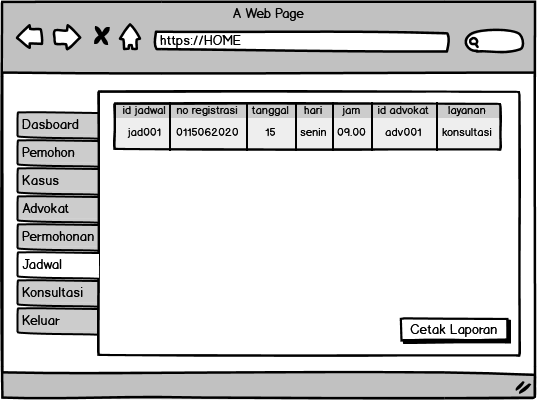 A Web Page
https://HOME
Dasboard
Pemohon
Kasus
Advokat
Permohonan
Jadwal
Konsultasi
Keluar
id jadwal no registrasi tanggal hari jam id advokat layanan
jad001 0115062020 15 senin 09.00 adv001 konsultasi
Cetak Laporan